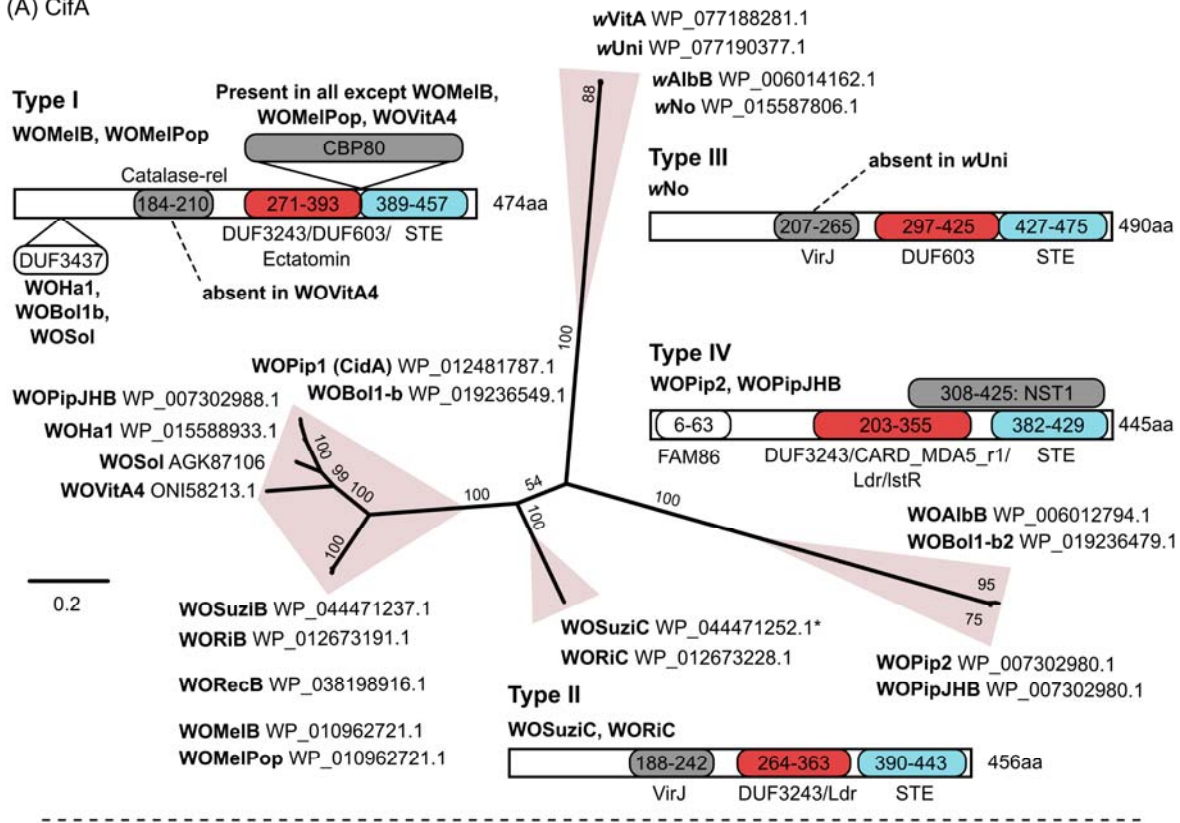 (A) CifA
wVitA WP_077188281.1
wUni WP_077190377.1
wAlbB WP_006014162.1
wNo WP_015587806.1
88
100
Type I
WOMelB, WOMelPop
Present in all except WOMelB,
WOMelPop, WOVitA4
CBP80
Catalase-rel
184-210
271-393
389-457
474aa
DUF3243/DUF603/
Ectatomin
STE
DUF3437
WOHa1,
WOBol1b,
WOSol
absent in WOVitA4
Type III
wNo
absent in wUni
207-265
297-425
427-475
490aa
VirJ
DUF603
STE
Type IV
WOPip2, WOPipJHB
308-425: NST1
6-63
203-355
382-429
445aa
FAM86
DUF3243/CARD_MDA5_r1/
Ldr/IstR
STE
WOPip1 (CidA) WP_012481787.1
WOBol1-b WP_019236549.1
WOPipJHB WP_007302988.1
WOHa1 WP_015588933.1
WOSol AGK87106
WOVitA4 ONI58213.1
100
99
100
100
100
54
100
100
WOAlbB WP_006012794.1
WOBol1-b2 WP_019236479.1
95
75
0.2
WOSuziB WP_044471237.1
WORiB WP_012673191.1
WORecB WP_038198916.1
WOMelB WP_010962721.1
WOMelPop WP_010962721.1
WOSuziC WP_044471252.1*
WORiC WP_012673228.1
WOPip2 WP_007302980.1
WOPipJHB WP_007302980.1
Type II
WOSuziC, WORiC
188-242
264-363
390-443
456aa
VirJ
DUF3243/Ldr
STE